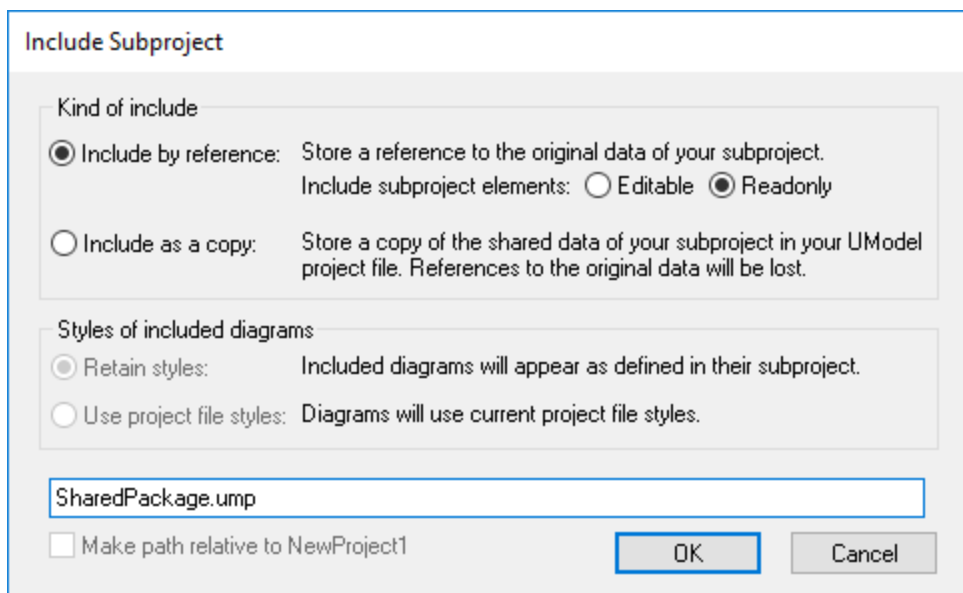 Include Subproject
Kind of include
Include by reference: Store a reference to the original data of your subproject.
Include subproject elements: Editable Readonly
Include as a copy: Store a copy of the shared data of your subproject in your UModel
project file. References to the original data will be lost.
Styles of included diagrams
Retain styles: Included diagrams will appear as defined in their subproject.
Use project file styles: Diagrams will use current project file styles.
SharedPackage.ump
Make path relative to NewProject1
OK Cancel